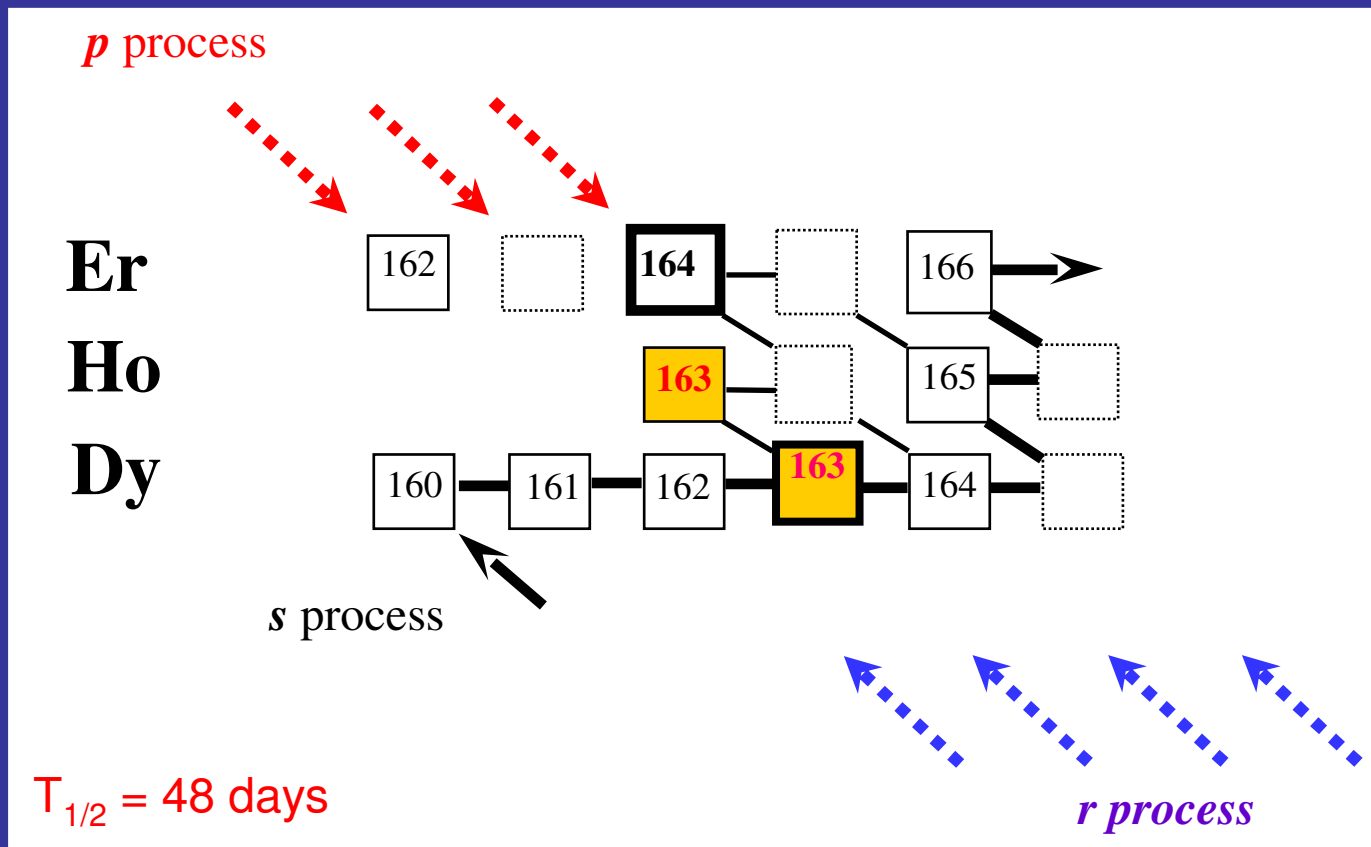 p process
Er 162 164 166
Ho 163 165
Dy 160 161 162 163 164
s process
T1/2 = 48 days
r process